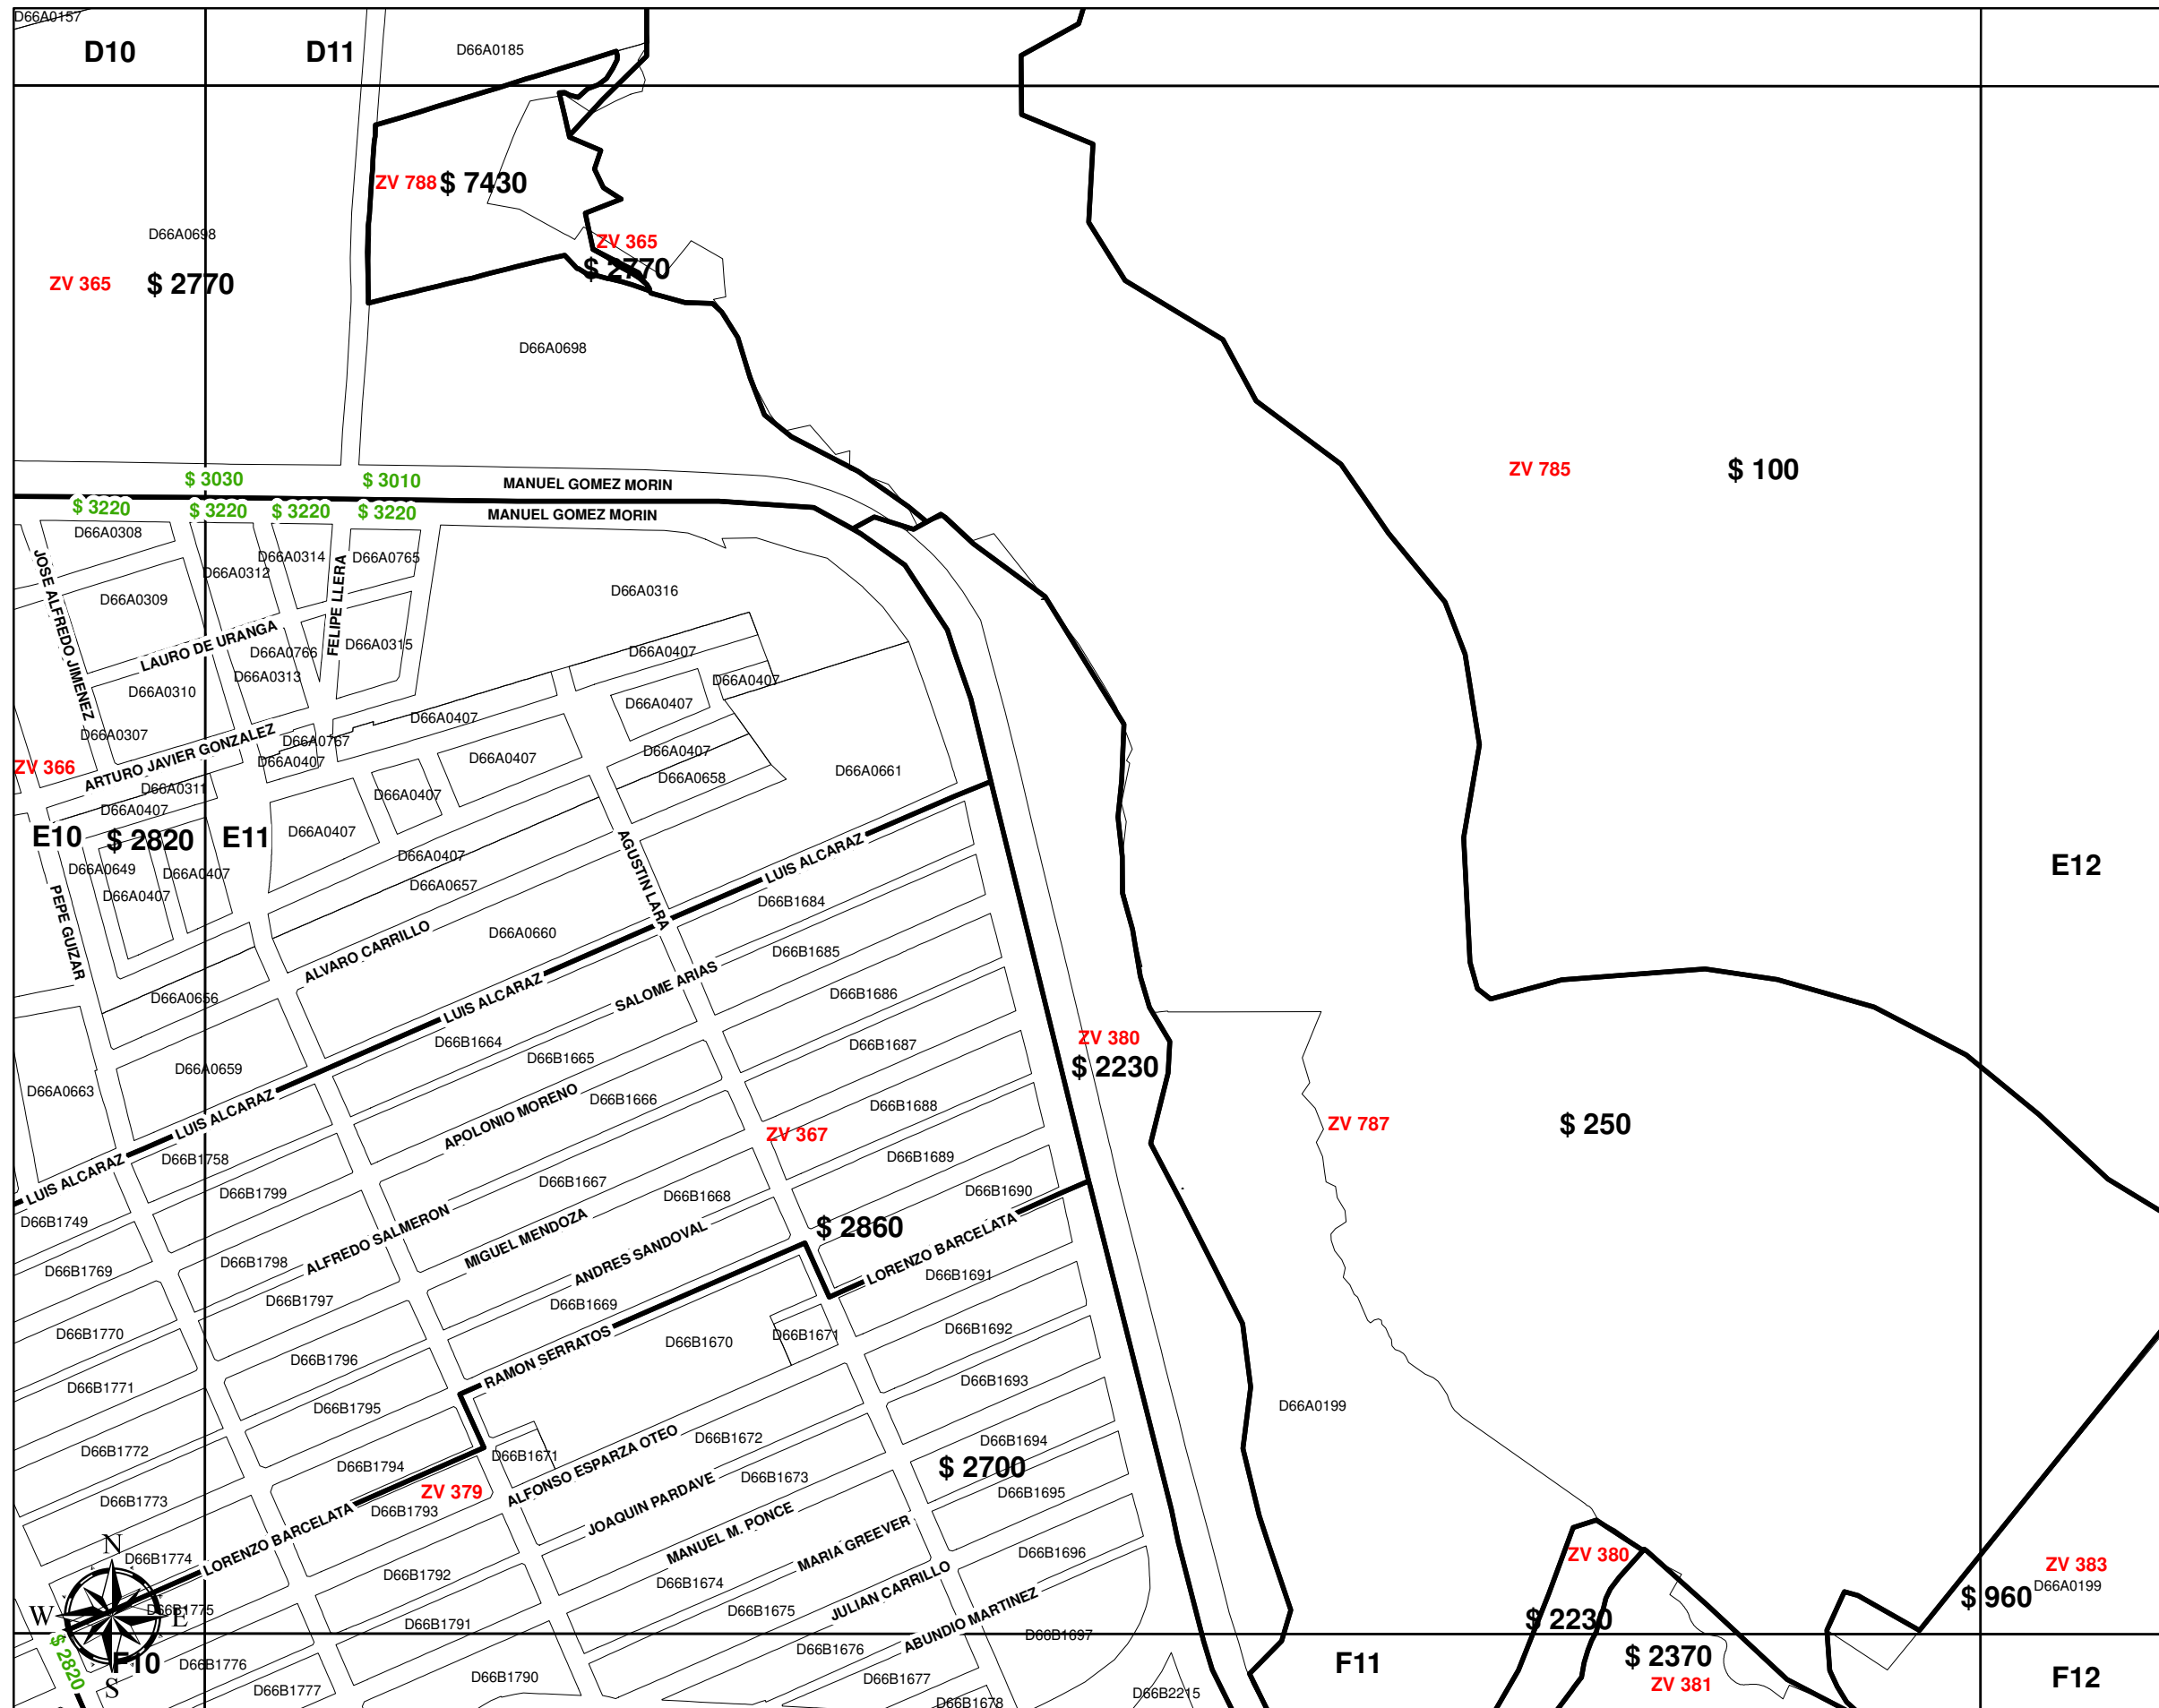 D66A0157
D10
D11
D66A0185
ZV 788 $ 7430
D66A0698
ZV 365 $ 2770
ZV 365
$ 2770
D66A0698
$ 3030
$ 3010
MANUEL GOMEZ MORIN
$ 3220
$ 3220
$ 3220
$ 3220
MANUEL GOMEZ MORIN
ZV 785 $ 100
D66A0308
D66A0312
D66A0314
D66A0765
JOSE ALFREDO JIMENEZ
D66A0309
FELIPE LLERA
D66A0316
LAURO DE URANGA
D66A0766
D66A0315
D66A0407
D66A0313
D66A0310
D66A0407
D66A0407
D66A0407
D66A0307
ARTURO JAVIER GONZALEZ
D66A0767
D66A0407
D66A0407
D66A0407
D66A0658
D66A0661
ZV 366
D66A0311
D66A0407
D66A0407
E10
$ 2820
E11
D66A0407
D66A0407
E12
D66A0649
D66A0407
D66A0407
D66A0657
AGUSTIN LARA
LUIS ALCARAZ
D66B1684
PEPE GUIZAR
ALVARO CARRILLO
D66A0660
D66B1685
D66A0656
LUIS ALCARAZ
SALOME ARIAS
D66B1686
D66B1664
D66B1665
D66B1687
ZV 380
$ 2230
D66A0659
D66A0663
LUIS ALCARAZ
APOLONIO MORENO
D66B1666
D66B1688
ZV 367
ZV 787
$ 250
LUIS ALCARAZ
D66B1758
D66B1689
D66B1799
D66B1667
D66B1668
D66B1690
D66B1749
ALFREDO SALMERON
MIGUEL MENDOZA
ANDRES SANDOVAL
$ 2860
LORENZO BARCELATA
D66B1769
D66B1798
D66B1691
D66B1797
D66B1669
D66B1770
RAMON SERRATOS
D66B1670
D66B1671
D66B1692
D66B1796
D66B1771
D66B1693
D66B1795
D66A0199
D66B1772
D66B1794
D66B1671
ALFONSO ESPARZA OTEO
D66B1672
D66B1694
$ 2700
D66B1773
ZV 379
D66B1793
JOAQUIN PARDAVE
D66B1673
D66B1695
LORENZO BARCELATA
MANUEL M. PONCE
MARIA GREEVER
N
D66B1774
D66B1792
D66B1674
D66B1696
ZV 380
ZV 383
D66A0199
$ 960
W
E
D66B1775
D66B1791
D66B1675
JULIAN CARRILLO
ABUNDIO MARTINEZ
$ 2230
$ 2820
F10
S
D66B1776
D66B1676
D66B1697
F11
$ 2370
ZV 381
F12
D66B1777
D66B1790
D66B1677
D66B1678
D66B2215